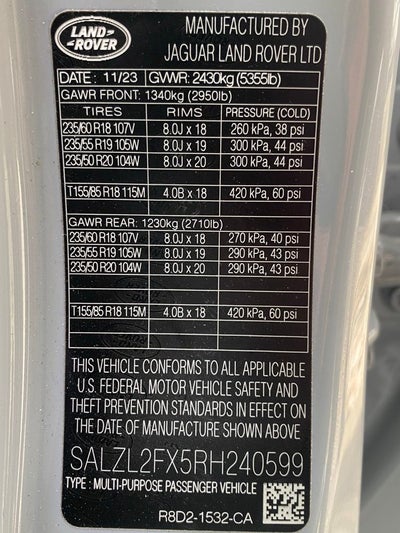 LAND
ROVER
MANUFACTURED BY
JAGUAR LAND ROVER LTD
DATE : 11/23 GVWR: 2430kg (5355lb)
GAWR FRONT: 1340kg (2950lb)
TIRES RIMS PRESSURE (COLD)
235/60 R18 107V 8.0J x 18 260 kPa, 38 psi
235/55 R19 105W 8.0J x 19 300 kPa, 44 psi
235/50 R20 104W 8.0J x 20 300 kPa, 44 psi
T155/85 R18 115M 4.0B x 18 420 kPa, 60 psi
GAWR REAR: 1230kg (2710lb)
235/60 R18 107V 8.0J x 18 270 kPa, 40 psi
235/55 R19 105W 8.0J x 19 290 kPa, 43 psi
235/50 R20 104W 8.0J x 20 290 kPa, 43 psi
T155/85 R18 115M 4.0B x 18 420 kPa, 60 psi
THIS VEHICLE CONFORMS TO ALL APPLICABLE
U.S. FEDERAL MOTOR VEHICLE SAFETY AND
THEFT PREVENTION STANDARDS IN EFFECT ON
THE DATE OF MANUFACTURE SHOWN ABOVE
SALZL2FX5RH240599
TYPE : MULTI-PURPOSE PASSENGER VEHICLE
R8D2-1532-CA